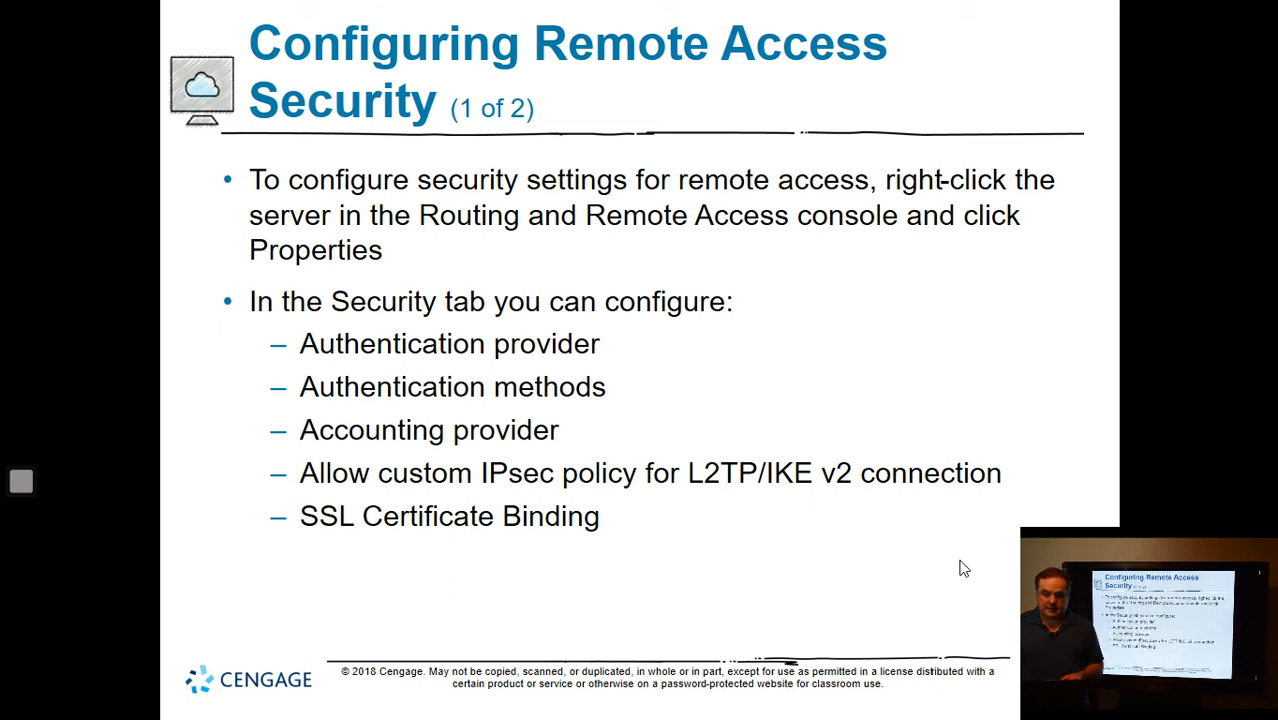 Configuring Remote Access
Security (1 of 2)
• To configure security settings for remote access, right-click the
server in the Routing and Remote Access console and click
Properties
• In the Security tab you can configure:
– Authentication provider
– Authentication methods
– Accounting provider
– Allow custom IPsec policy for L2TP/IKE v2 connection
– SSL Certificate Binding
CENGAGE
© 2018 Cengage. May not be copied, scanned, or duplicated, in whole or in part, except for use as permitted in a license distributed with a
certain product or service or otherwise on a password-protected website for classroom use.
Configuring Remote Access
Security